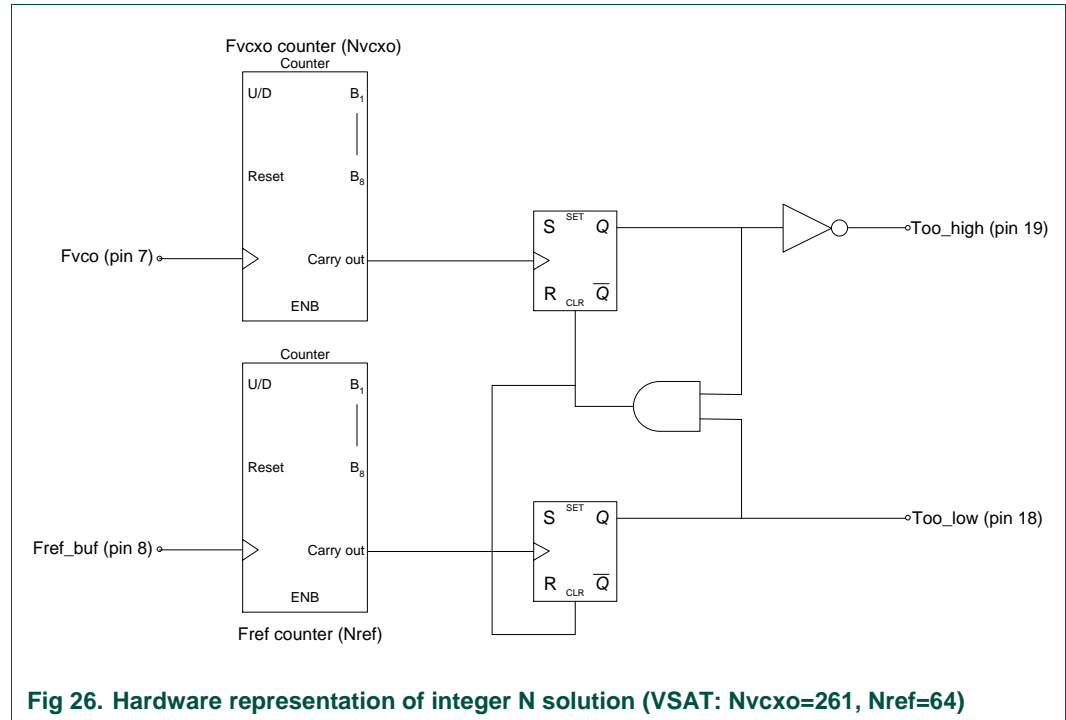 Fvcxo counter (Nvcxo)
Counter
U/D B1
Reset B8
Fvco (pin 7)
Carry out
ENB
S SET Q
R CLR Q
Too_high (pin 19)
Counter
U/D B1
Reset B8
Fref_buf (pin 8)
Carry out
ENB
Fref counter (Nref)
S SET Q
R CLR Q
Too_low (pin 18)
Fig 26. Hardware representation of integer N solution (VSAT: Nvcxo=261, Nref=64)